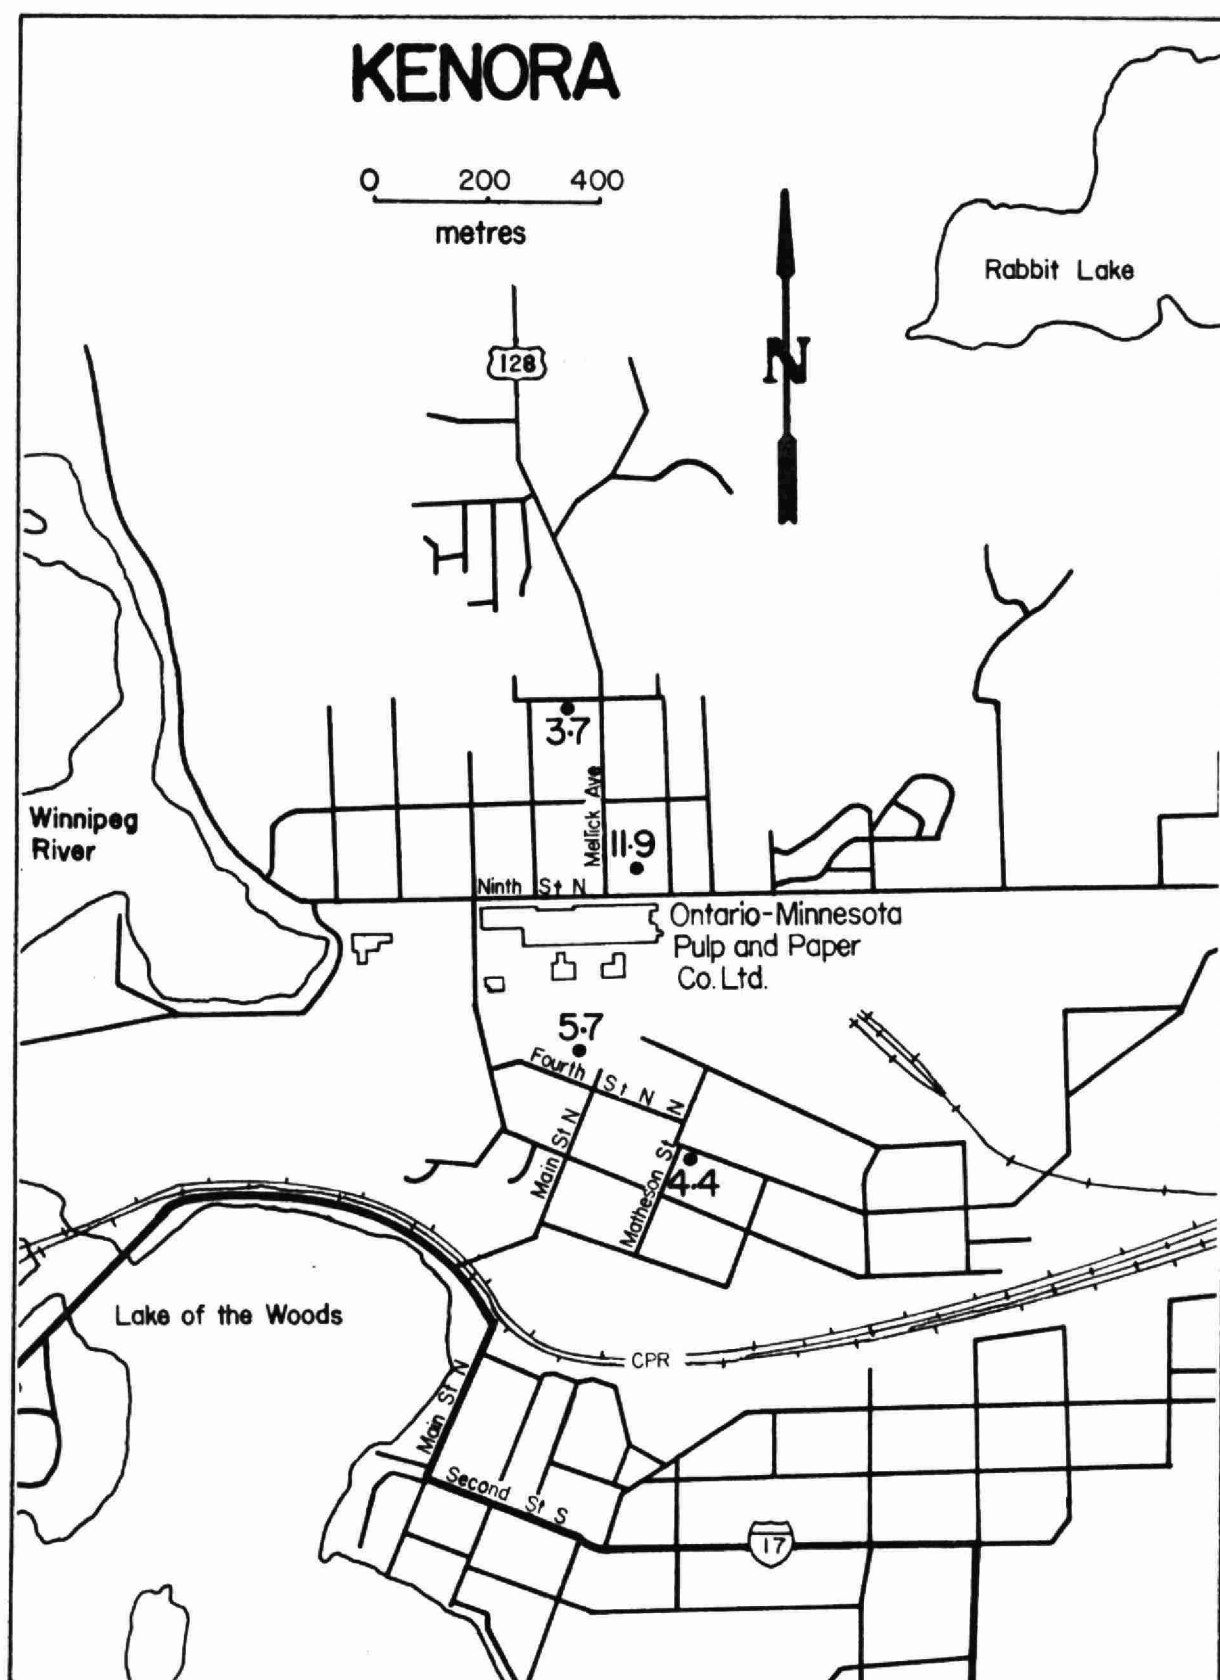 KENORA
0 200 400
metres
Rabbit Lake
128
N
3.7
Mellick Ave
Winnipeg
River
11.9
Ninth St N
Ontario-Minnesota
Pulp and Paper
Co. Ltd.
5.7
Fourth St N
Main St N
Matheson St N
4.4
Lake of the Woods
CPR
Main St N
Second St S
17